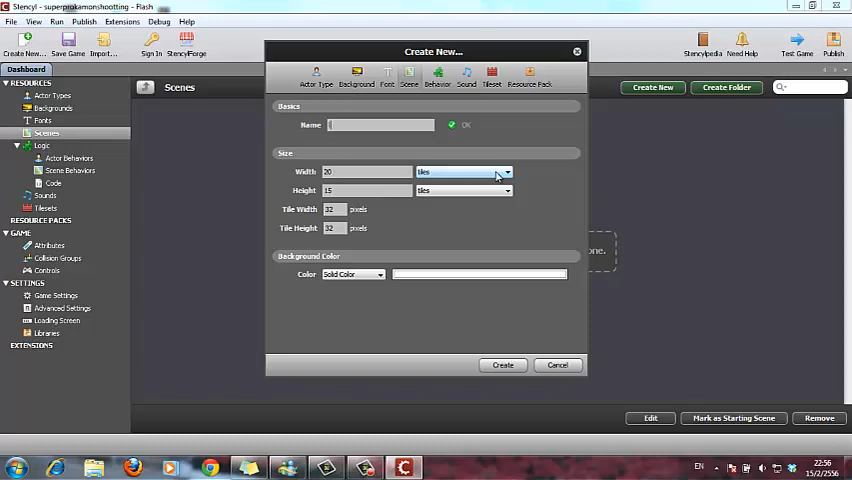 Stencyl - superprokamonshootting - Flash
File View Run Publish Extensions Debug Help
Create New... Save Game Import... Sign In StencylForge Stencylpedia Need Help Test Game Publish
Dashboard
RESOURCES
Actor Types
Backgrounds
Fonts
Scenes
Logic
Actor Behaviors
Scene Behaviors
Code
Sounds
Tilesets
RESOURCE PACKS
GAME
Attributes
Collision Groups
Controls
SETTINGS
Game Settings
Advanced Settings
Loading Screen
Libraries
EXTENSIONS
Scenes
Create New Create Folder
Create New...
Actor Type Background Font Scene Behavior Sound Tileset Resource Pack
Basics
Name OK
Size
Width 20 tiles
Height 15 tiles
Tile Width 32 pixels
Tile Height 32 pixels
Background Color
Color Solid Color
Create Cancel
one.
Edit Mark as Starting Scene Remove
EN
22:56
15/2/2556